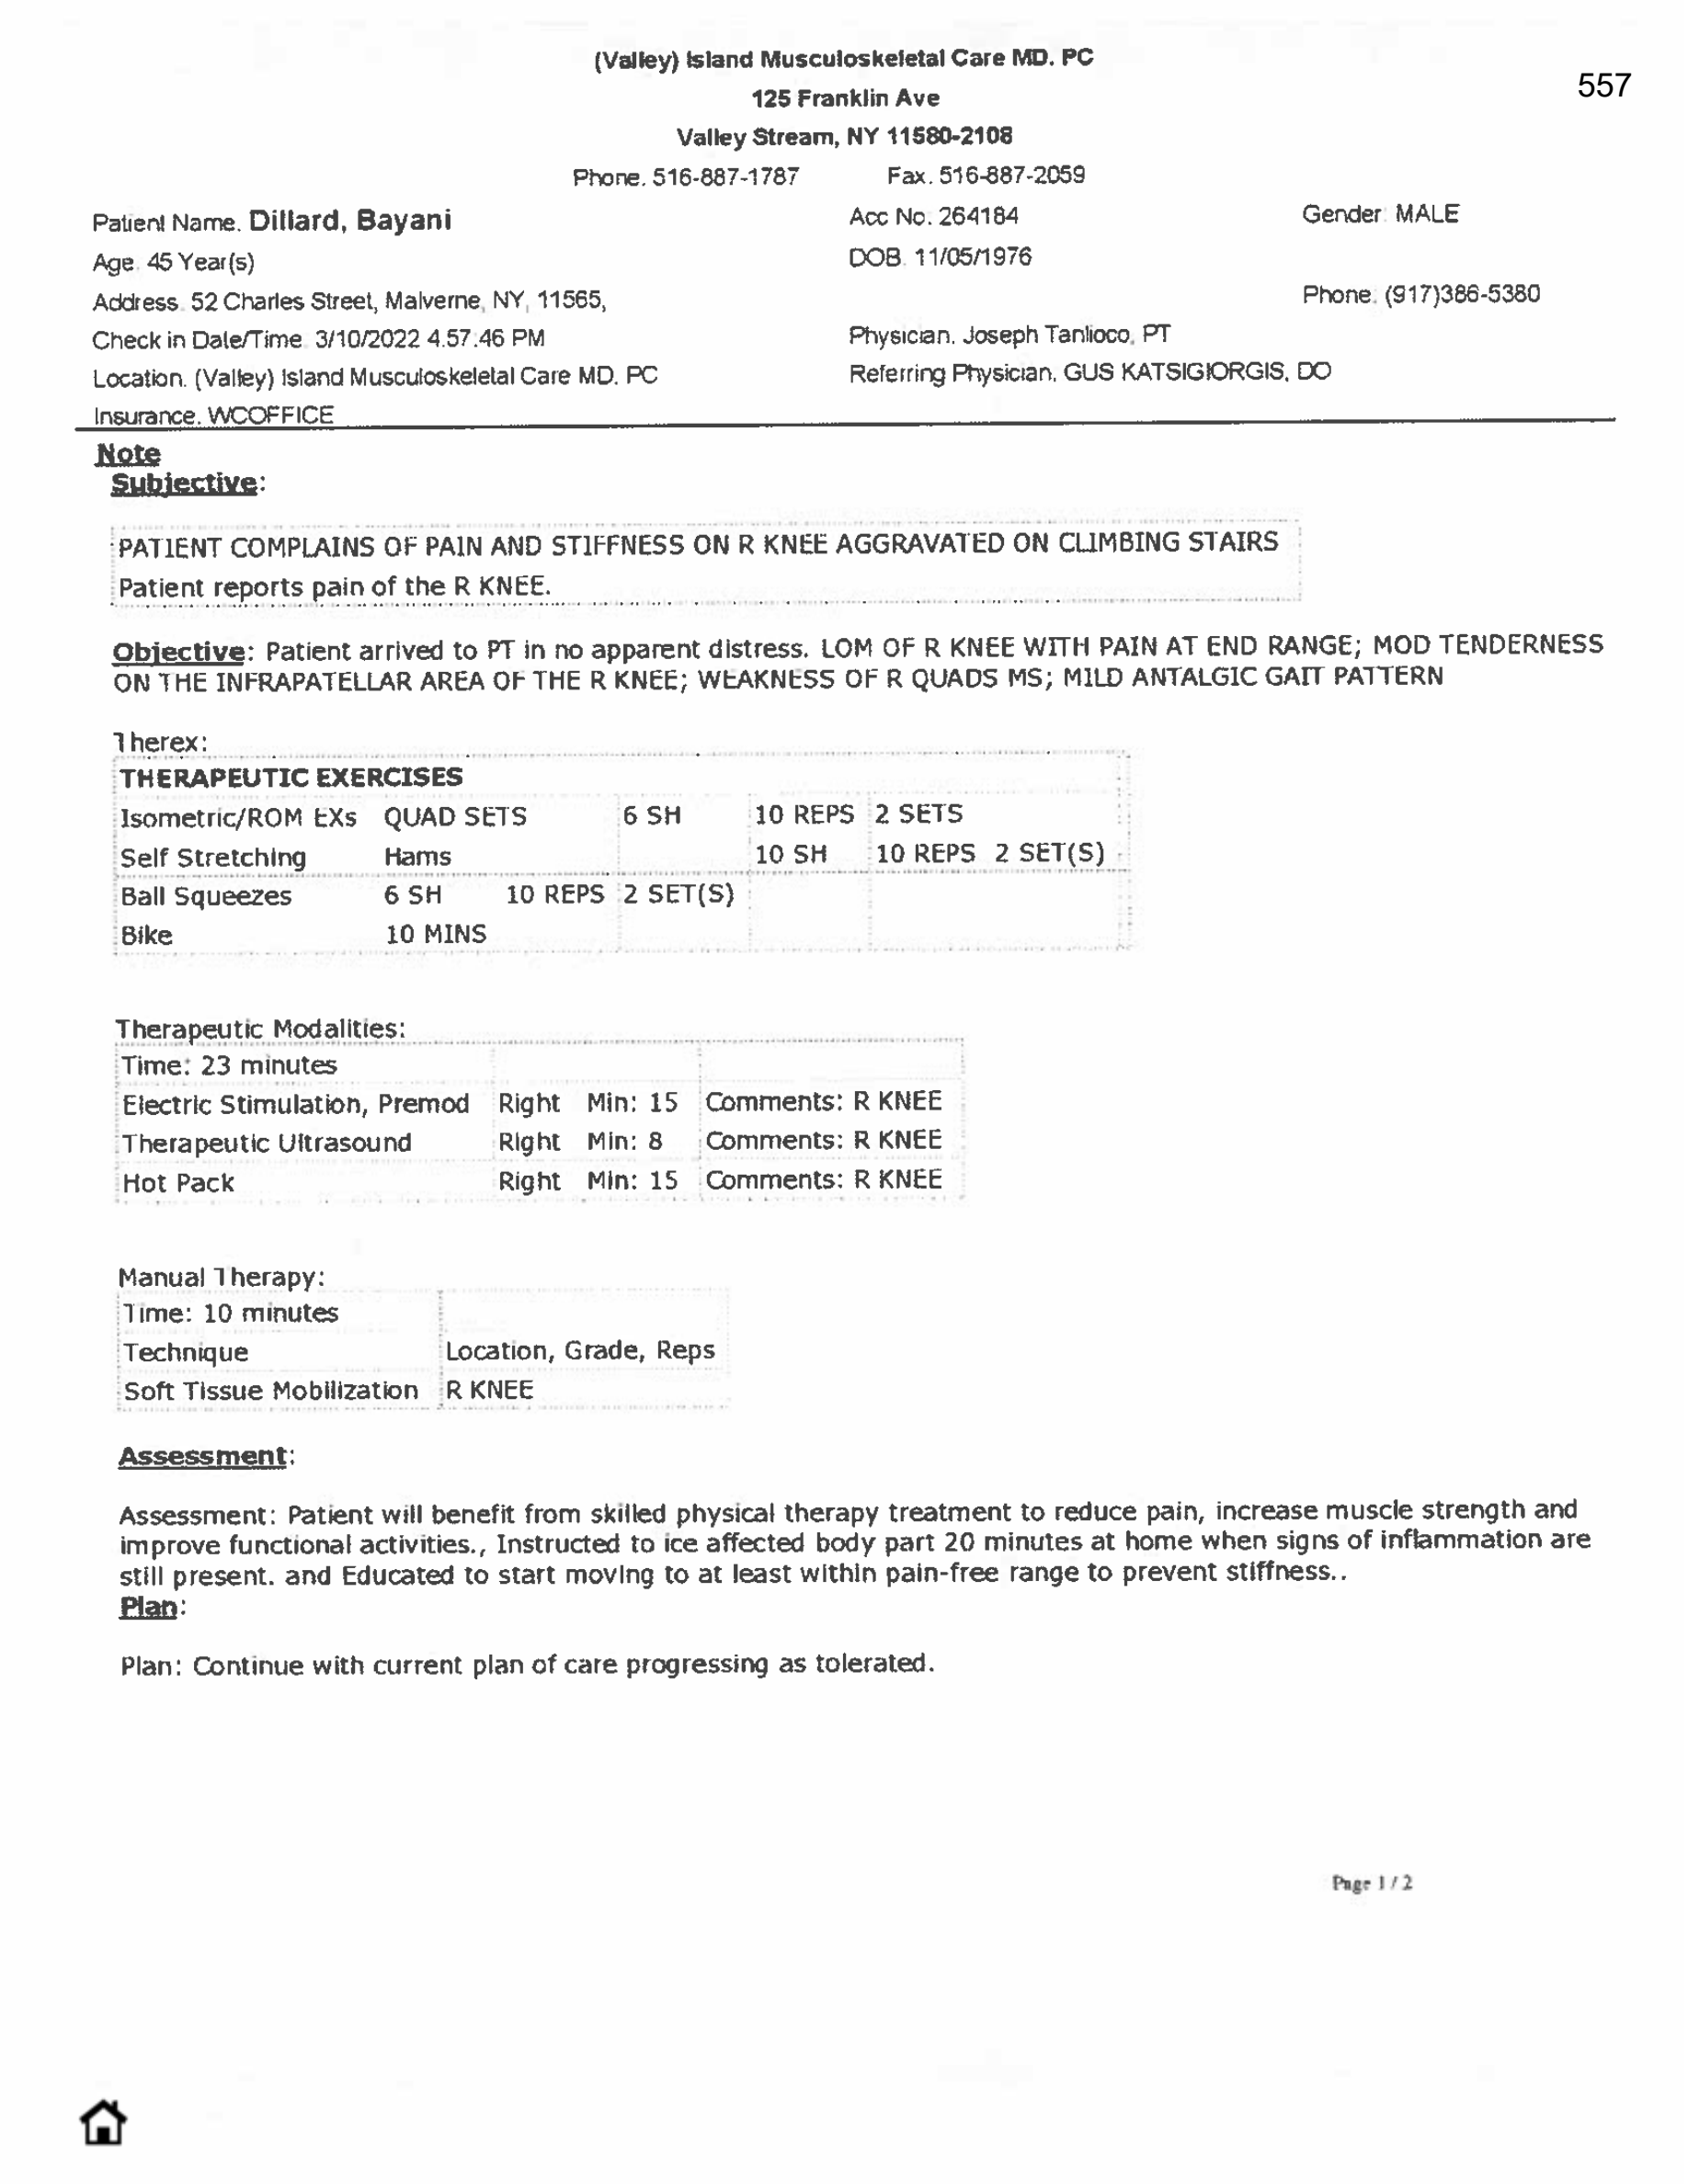 (Valley) Island Musculoskeletal Care MD. PC
557
125 Franklin Ave
Valley Stream, NY 11580-2108
Phone. 516-887-1787 Fax. 516-887-2059
Patient Name. Dillard, Bayani Acc No. 264184 Gender: MALE
Age. 45 Year(s) DOB. 11/05/1976
Address. 52 Charles Street, Malverne, NY, 11565, Phone. (917)386-5380
Check in Date/Time. 3/10/2022 4.57.46 PM Physician. Joseph Tanlioco, PT
Location. (Valley) Island Musculoskeletal Care MD. PC Referring Physician. GUS KATSIGIORGIS, DO
Insurance. WCOFFICE
Note
Subjective:
PATIENT COMPLAINS OF PAIN AND STIFFNESS ON R KNEE AGGRAVATED ON CLIMBING STAIRS
Patient reports pain of the R KNEE.
Objective: Patient arrived to PT in no apparent distress. LOM OF R KNEE WITH PAIN AT END RANGE; MOD TENDERNESS
ON THE INFRAPATELLAR AREA OF THE R KNEE; WEAKNESS OF R QUADS MS; MILD ANTALGIC GAIT PATTERN
Therex:
THERAPEUTIC EXERCISES
Isometric/ROM EXs QUAD SETS 6 SH 10 REPS 2 SETS
Self Stretching Hams 10 SH 10 REPS 2 SET(S)
Ball Squeezes 6 SH 10 REPS 2 SET(S)
Bike 10 MINS
Therapeutic Modalities:
Time: 23 minutes
Electric Stimulation, Premod Right Min: 15 Comments: R KNEE
Therapeutic Ultrasound Right Min: 8 Comments: R KNEE
Hot Pack Right Min: 15 Comments: R KNEE
Manual Therapy:
Time: 10 minutes
Technique Location, Grade, Reps
Soft Tissue Mobilization R KNEE
Assessment:
Assessment: Patient will benefit from skilled physical therapy treatment to reduce pain, increase muscle strength and
improve functional activities., Instructed to ice affected body part 20 minutes at home when signs of inflammation are
still present. and Educated to start moving to at least within pain-free range to prevent stiffness..
Plan:
Plan: Continue with current plan of care progressing as tolerated.
Page 1 / 2